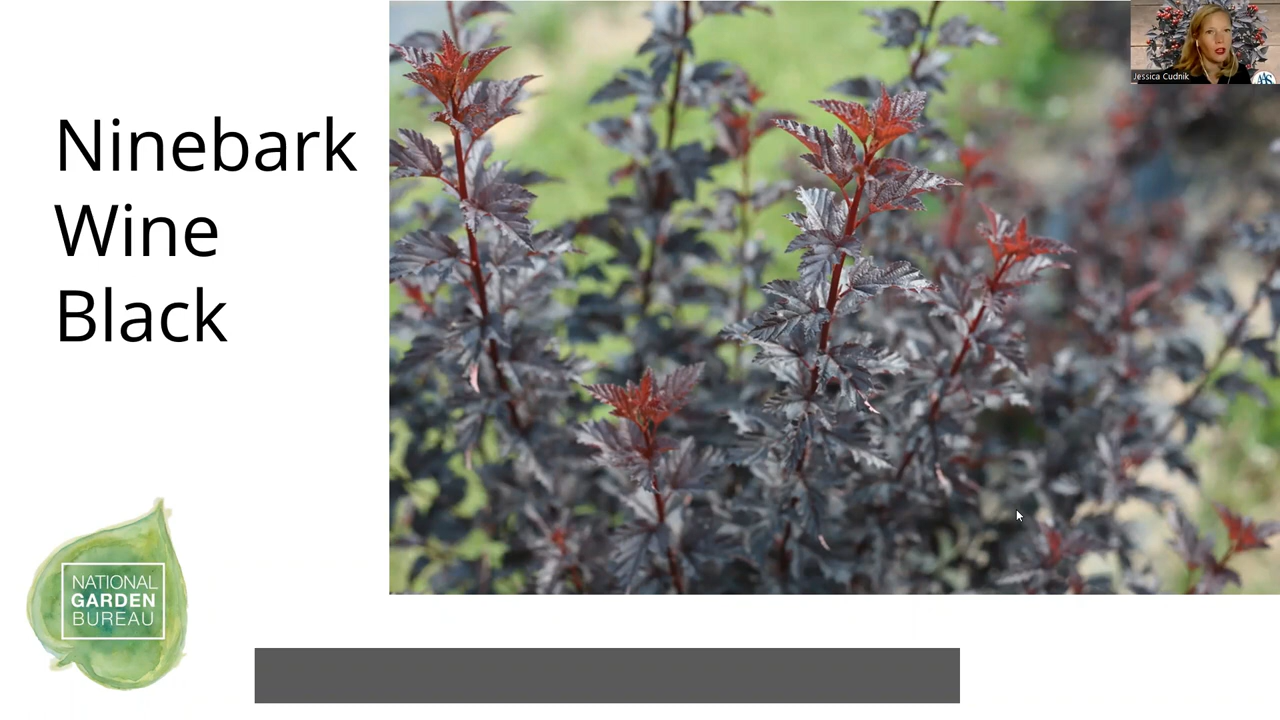 Ninebark
Wine
Black
NATIONAL
GARDEN
BUREAU
Jessica Cudnik